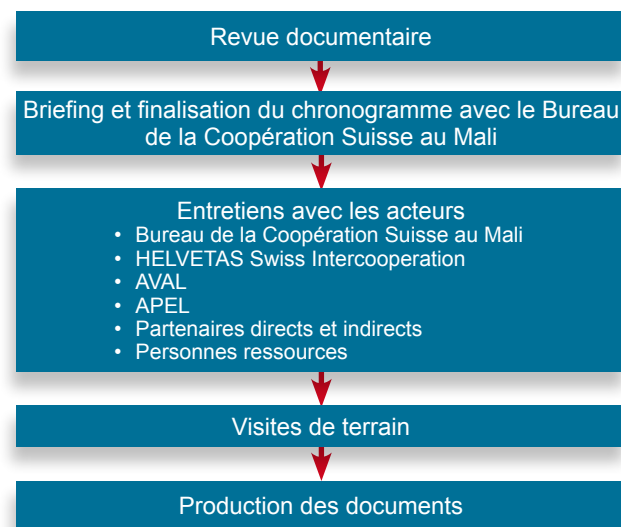 Revue documentaire
Briefing et finalisation du chronogramme avec le Bureau
de la Coopération Suisse au Mali
Entretiens avec les acteurs
• Bureau de la Coopération Suisse au Mali
• HELVETAS Swiss Intercooperation
• AVAL
• APEL
• Partenaires directs et indirects
• Personnes ressources
Visites de terrain
Production des documents